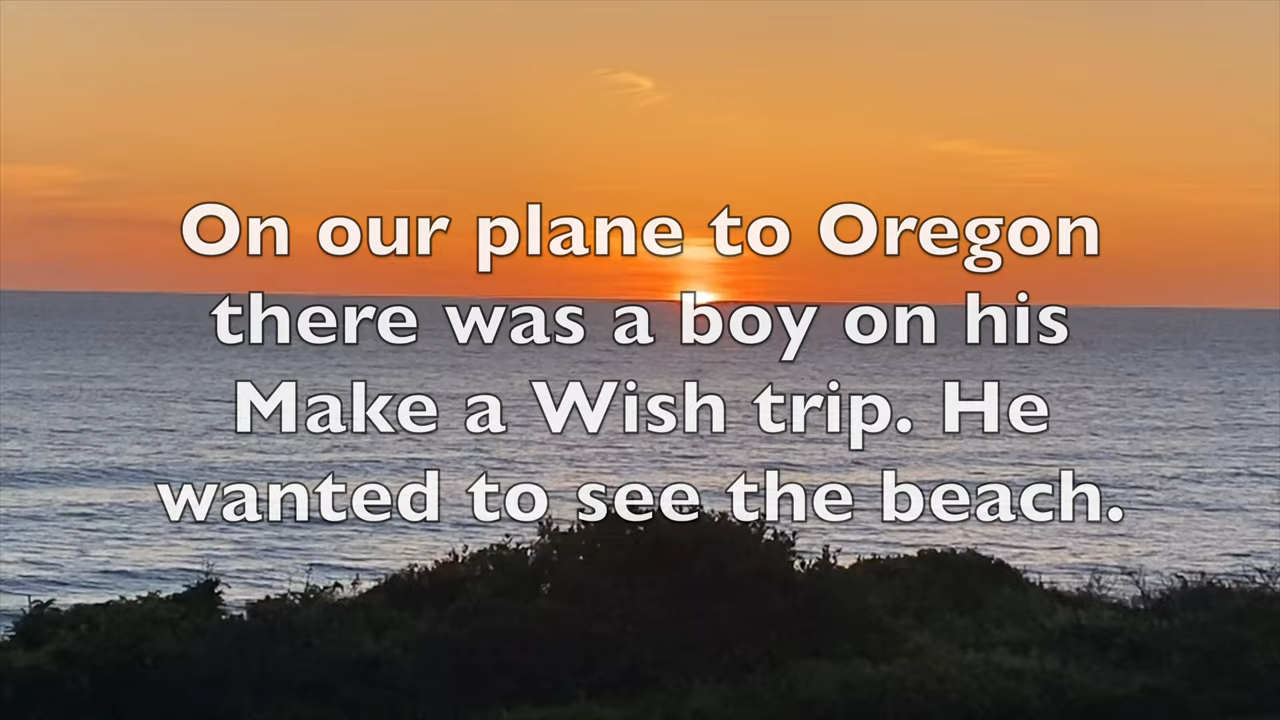 On our plane to Oregon
there was a boy on his
Make a Wish trip. He
wanted to see the beach.